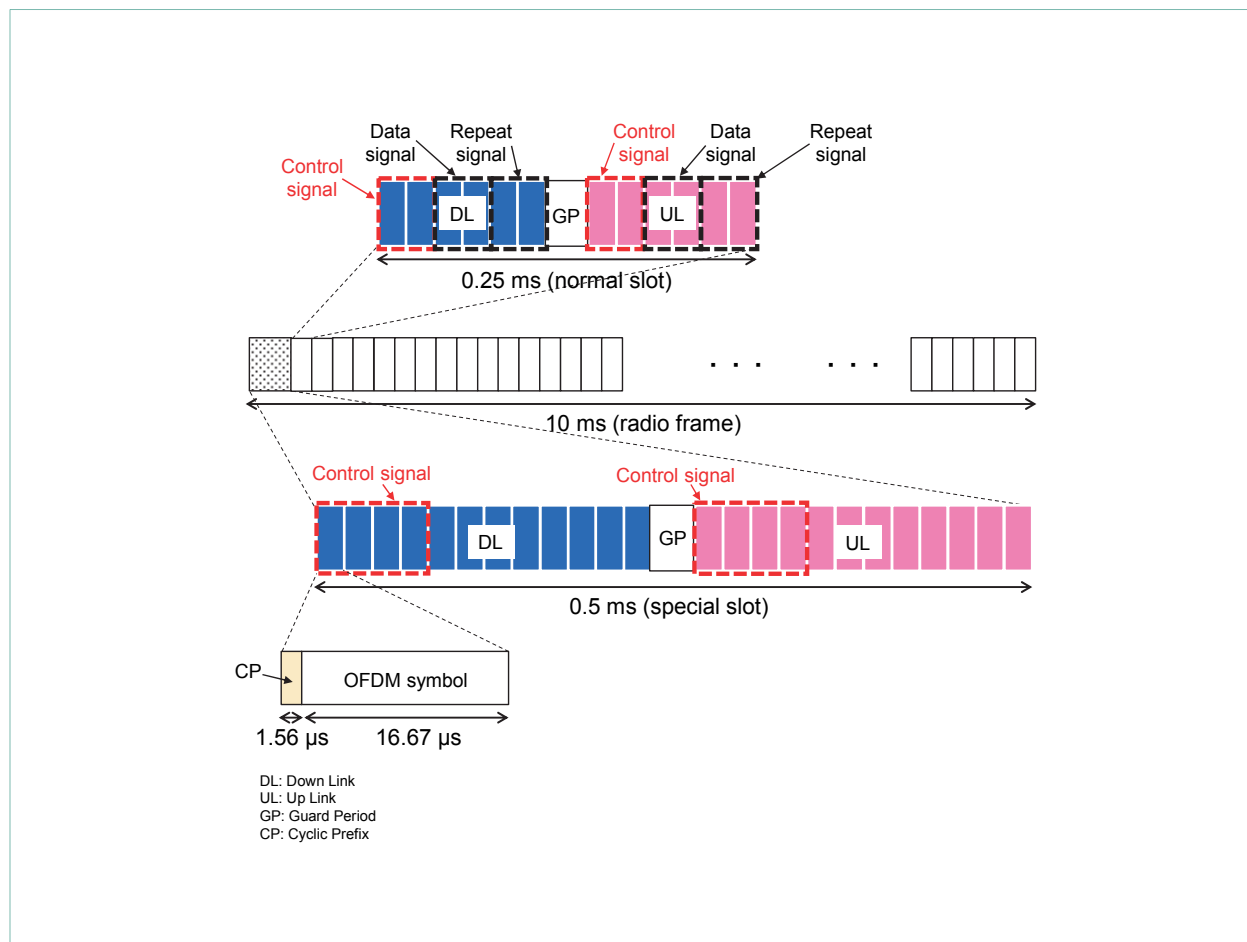 Data
signal
Repeat
signal
Control
signal
Data
signal
Repeat
signal
Control
signal
DL
GP
UL
0.25 ms (normal slot)
. . .
. . .
10 ms (radio frame)
Control signal
Control signal
DL
GP
UL
0.5 ms (special slot)
CP
OFDM symbol
1.56 µs
16.67 µs
DL: Down Link
UL: Up Link
GP: Guard Period
CP: Cyclic Prefix